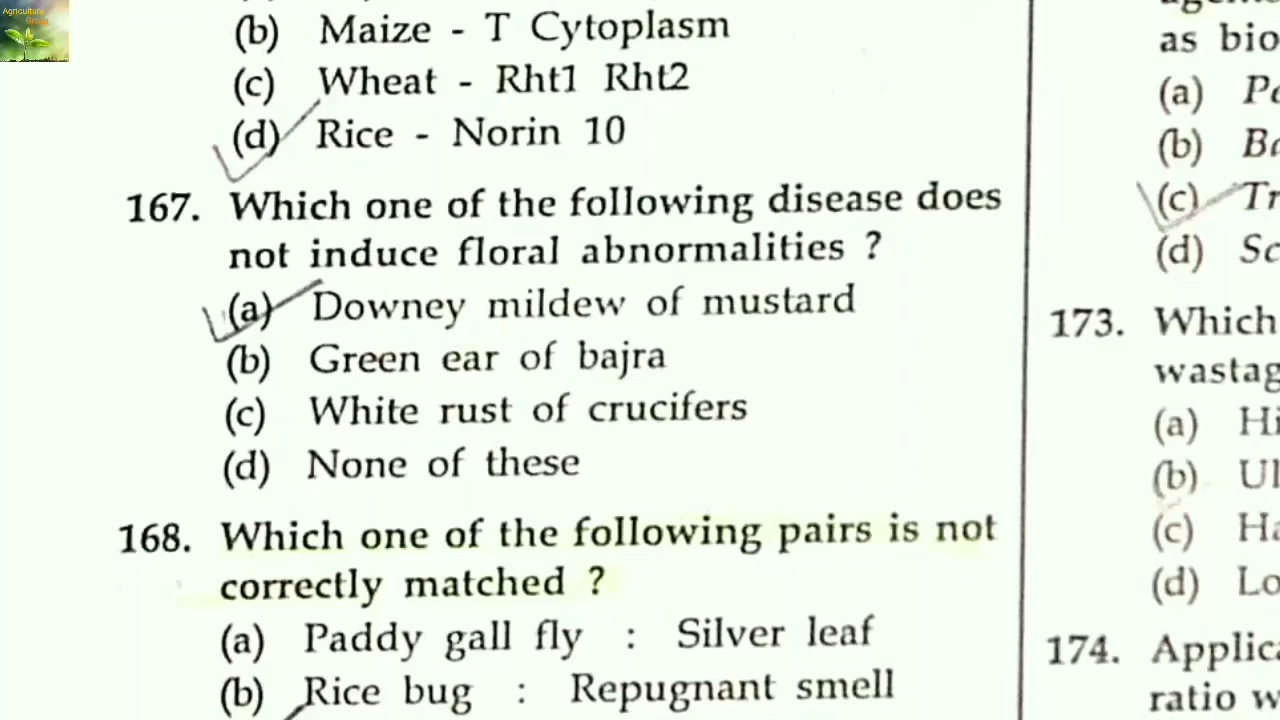 Agriculture
(b) Maize - T Cytoplasm
(c) Wheat - Rht1 Rht2
(d) Rice - Norin 10
167. Which one of the following disease does
not induce floral abnormalities ?
(a) Downey mildew of mustard
(b) Green ear of bajra
(c) White rust of crucifers
(d) None of these
168. Which one of the following pairs is not
correctly matched ?
(a) Paddy gall fly : Silver leaf
(b) Rice bug : Repugnant smell
as
(a)
(b)
(c)
(d)
173. Which
(a)
(b)
(c)
(d)
174.
ratio